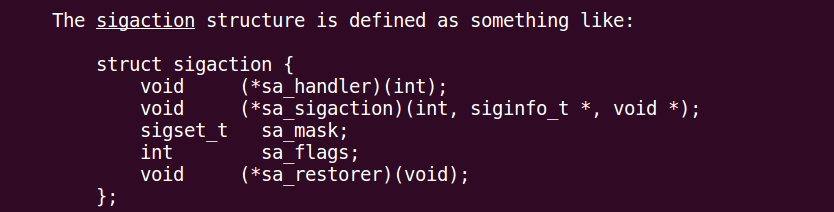 The sigaction structure is defined as something like:
struct sigaction {
void     (*sa_handler)(int);
void     (*sa_sigaction)(int, siginfo_t *, void *);
sigset_t   sa_mask;
int        sa_flags;
void     (*sa_restorer)(void);
};